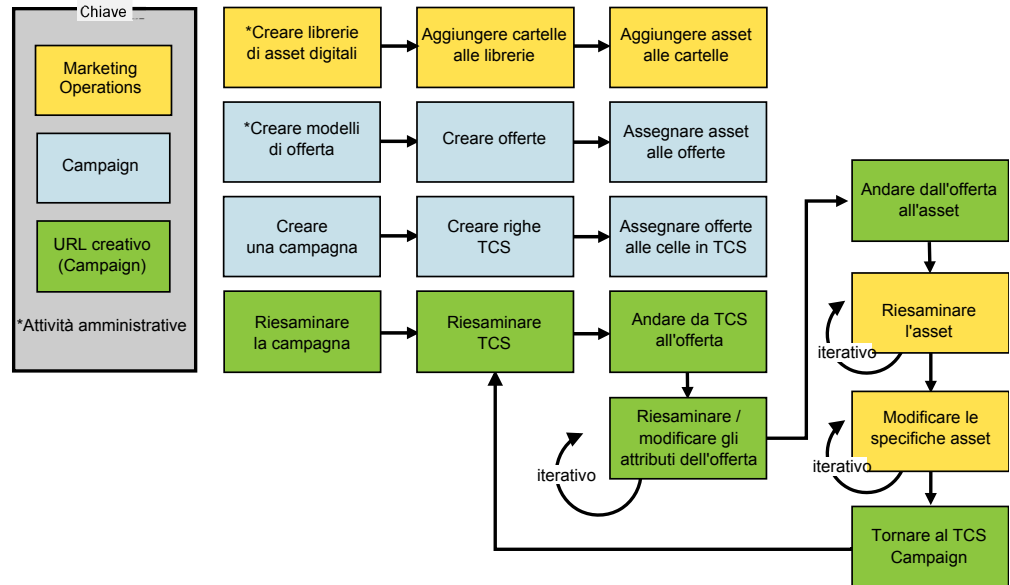 Chiave
Marketing
Operations
Campaign
URL creativo
(Campaign)
*Attività amministrative
*Creare librerie
di asset digitali
Aggiungere cartelle
alle librerie
Aggiungere asset
alle cartelle
*Creare modelli
di offerta
Creare offerte
Assegnare asset
alle offerte
Creare
una campagna
Creare righe
TCS
Assegnare offerte
alle celle in TCS
Riesaminare
la campagna
Riesaminare
TCS
Andare da TCS
all'offerta
Riesaminare /
modificare gli
attributi dell'offerta
iterativo
Andare dall'offerta
all'asset
Riesaminare
l'asset
iterativo
Modificare le
specifiche asset
iterativo
Tornare al TCS
Campaign